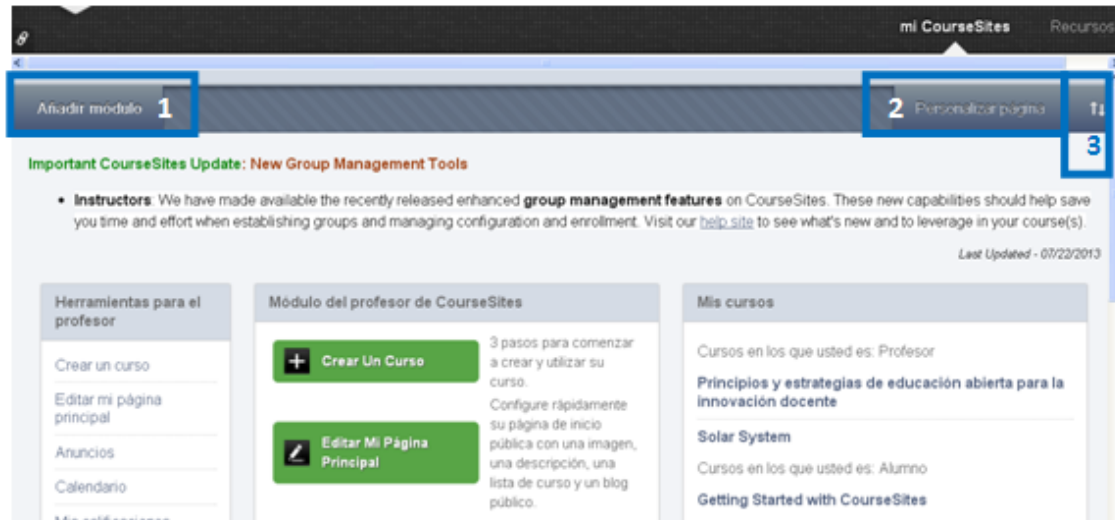 mi CourseSites Recursos
Añadir módulo 1
2 Personalizar página
3
Important CourseSites Update: New Group Management Tools
• Instructors: We have made available the recently released enhanced group management features on CourseSites. These new capabilities should help save
you time and effort when establishing groups and managing configuration and enrollment. Visit our help site to see what's new and to leverage in your course(s).
Last Updated - 07/22/2013
Herramientas para el
profesor
Crear un curso
Editar mi página
principal
Anuncios
Calendario
Mis calificaciones
Módulo del profesor de CourseSites
Crear Un Curso
3 pasos para comenzar
a crear y utilizar su
curso.
Editar Mi Página
Principal
Configure rápidamente
su página de inicio
pública con una imagen,
una descripción, una
lista de curso y un blog
público.
Mis cursos
Cursos en los que usted es: Profesor
Principios y estrategias de educación abierta para la
innovación docente
Solar System
Cursos en los que usted es: Alumno
Getting Started with CourseSites